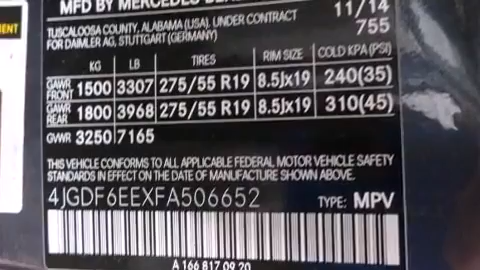 MFD BY MERCEDES
11/14
TUSCALOOSA COUNTY, ALABAMA (USA). UNDER CONTRACT
755
FOR DAIMLER AG, STUTTGART (GERMANY)
KG LB TIRES RIM SIZE COLD KPA (PSI)
GAWR FRONT 1500 3307 275/55 R19 8.5Jx19 240(35)
GAWR REAR 1800 3968 275/55 R19 8.5Jx19 310(45)
GVWR 3250 7165
THIS VEHICLE CONFORMS TO ALL APPLICABLE FEDERAL MOTOR VEHICLE SAFETY
STANDARDS IN EFFECT ON THE DATE OF MANUFACTURE SHOWN ABOVE.
4JGDF6EEXFA506652 TYPE: MPV
A 166 817 09 20